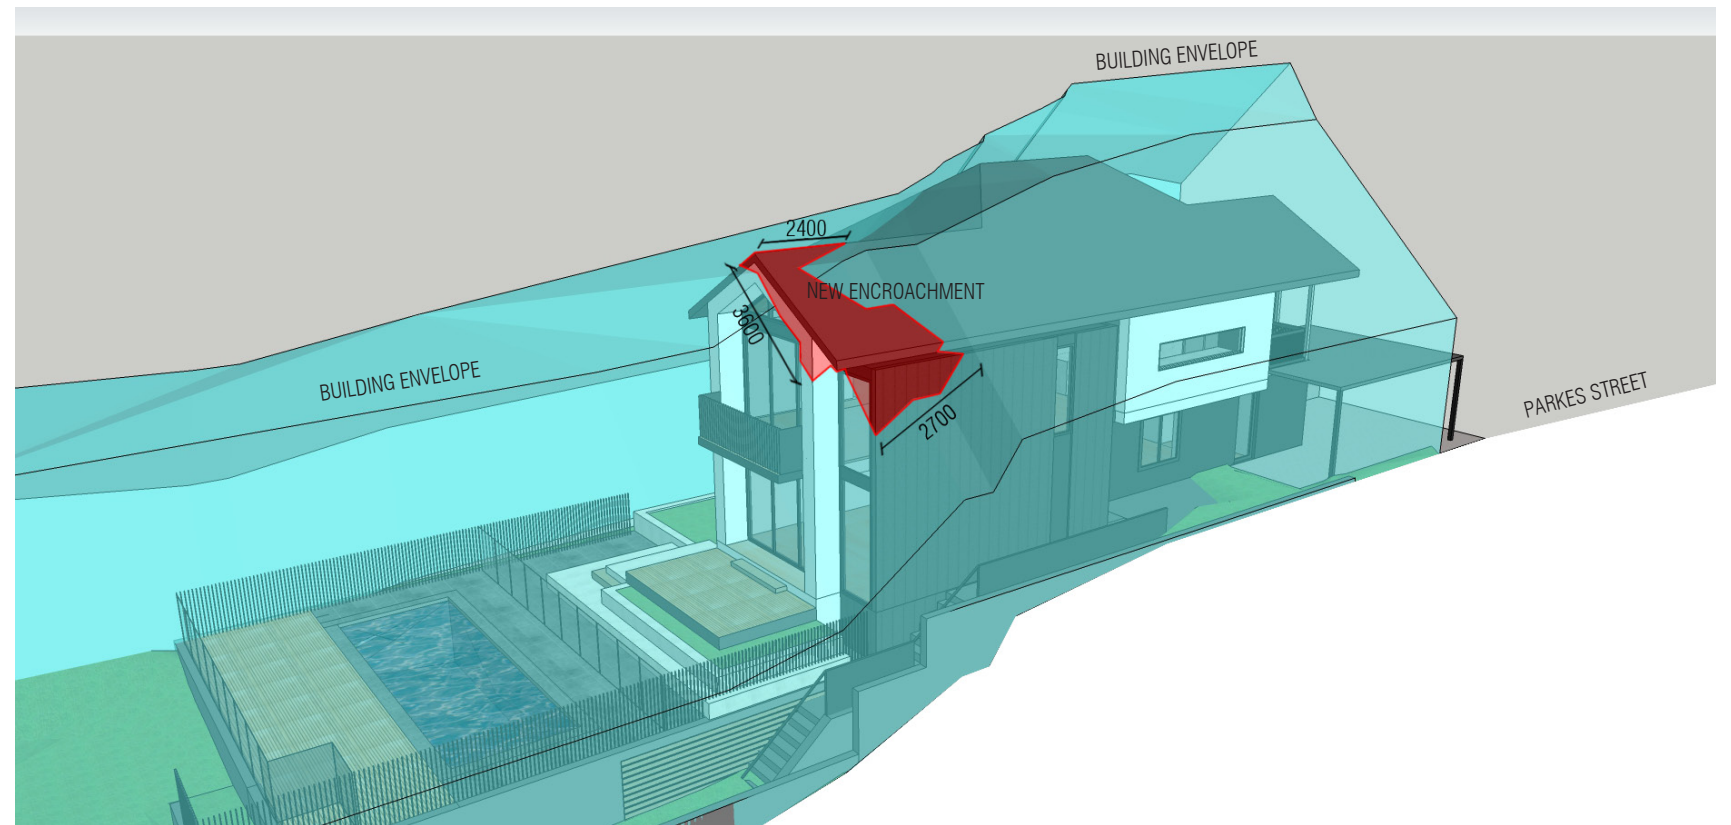 BUILDING ENVELOPE
2400
NEW ENCROACHMENT
3600
BUILDING ENVELOPE
PARKES STREET
2700